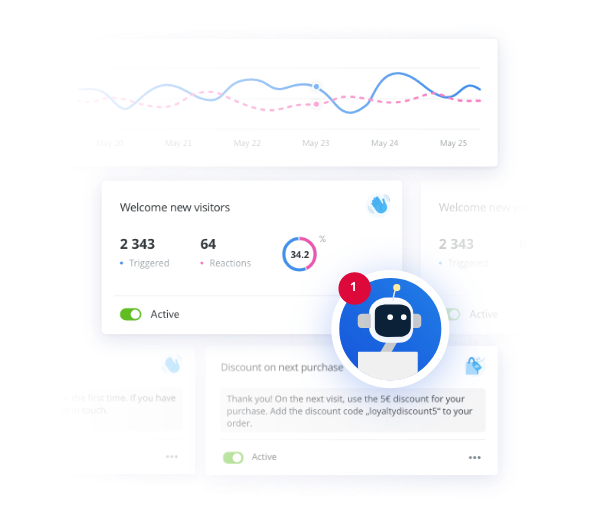 May 20 May 21 May 22 May 23 May 24 May 25
Welcome new visitors
2 343 64 34.2 %
Triggered Reactions
Active
Welcome new v
2 343
Triggered
Active
1
the first time. If you have
touch.
Discount on next purchase
Thank you! On the next visit, use the 5€ discount for your
purchase. Add the discount code „loyaltydiscount5” to your
order.
Active